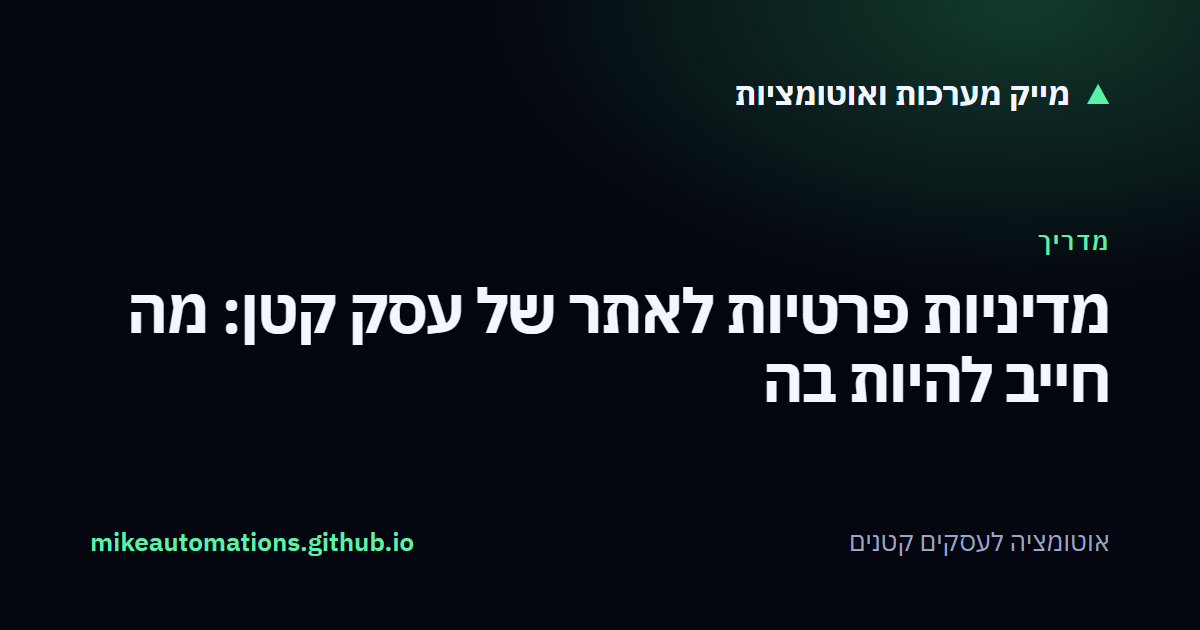 ▲ מייק מערכות ואוטומציות
מדריך
מדיניות פרטיות לאתר של עסק קטן: מה
חייב להיות בה
אוטומציה לעסקים קטנים
mikeautomations.github.io